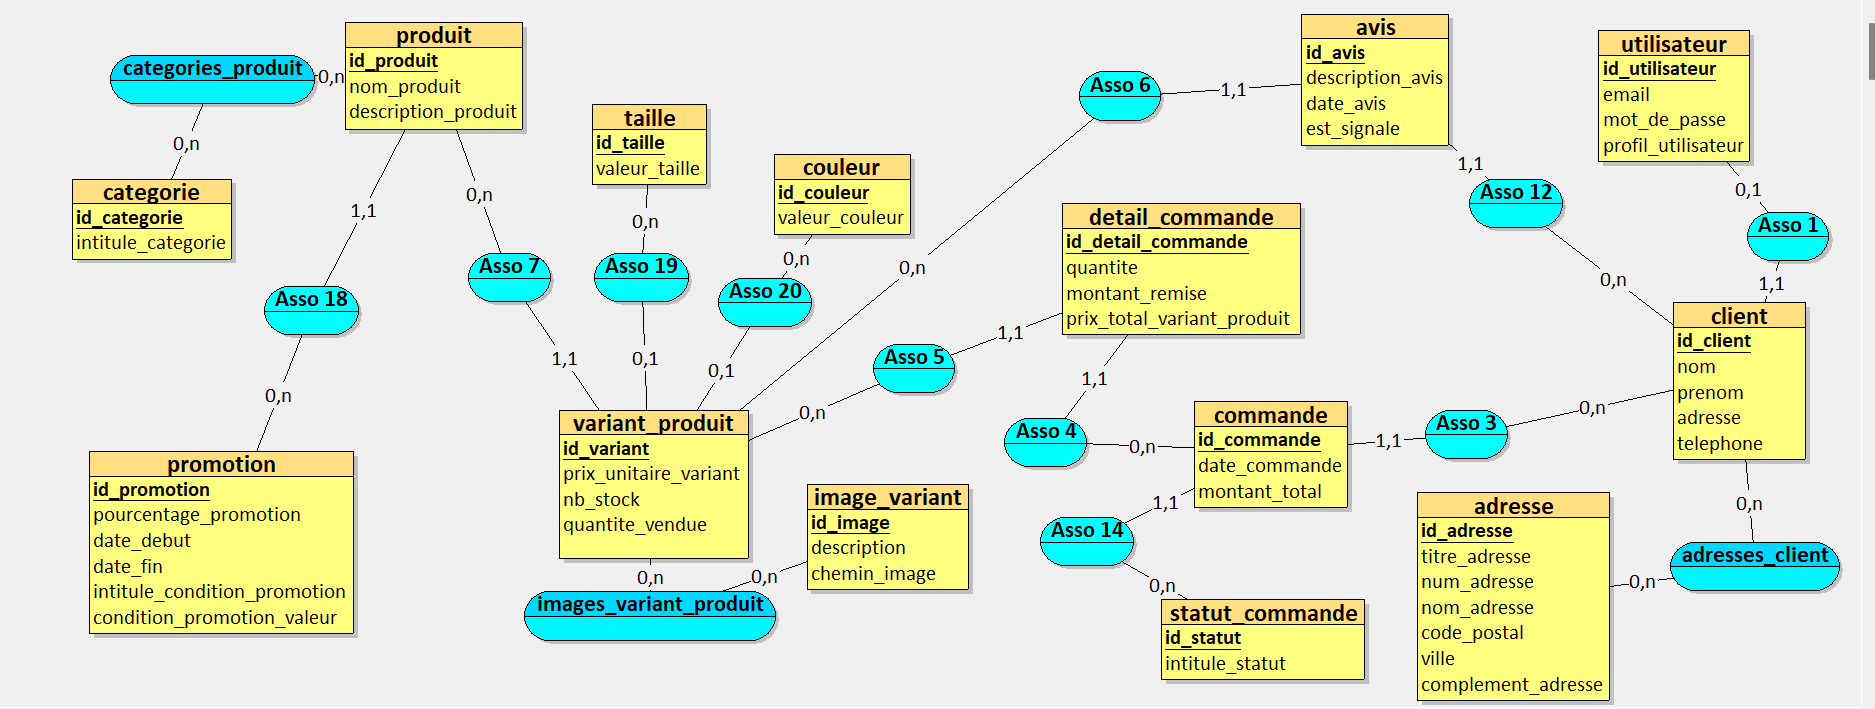 produit
id_produit
nom_produit
description_produit
categories_produit
0,n
0,n
categorie
id_categorie
intitule_categorie
1,1
Asso 18
0,n
promotion
id_promotion
pourcentage_promotion
date_debut
date_fin
intitule_condition_promotion
condition_promotion_valeur
0,n
Asso 7
1,1
taille
id_taille
valeur_taille
0,n
Asso 19
0,1
couleur
id_couleur
valeur_couleur
0,n
Asso 20
0,1
variant_produit
id_variant
prix_unitaire_variant
nb_stock
quantite_vendue
0,n
images_variant_produit
0,n
image_variant
id_image
description
chemin_image
0,n
Asso 6
1,1
avis
id_avis
description_avis
date_avis
est_signale
1,1
Asso 12
0,n
utilisateur
id_utilisateur
email
mot_de_passe
profil_utilisateur
0,1
Asso 1
1,1
client
id_client
nom
prenom
adresse
telephone
detail_commande
id_detail_commande
quantite
montant_remise
prix_total_variant_produit
1,1
Asso 5
0,n
1,1
Asso 4
0,n
commande
id_commande
date_commande
montant_total
1,1
Asso 3
0,n
1,1
Asso 14
0,n
statut_commande
id_statut
intitule_statut
0,n
adresses_client
0,n
adresse
id_adresse
titre_adresse
num_adresse
nom_adresse
code_postal
ville
complement_adresse